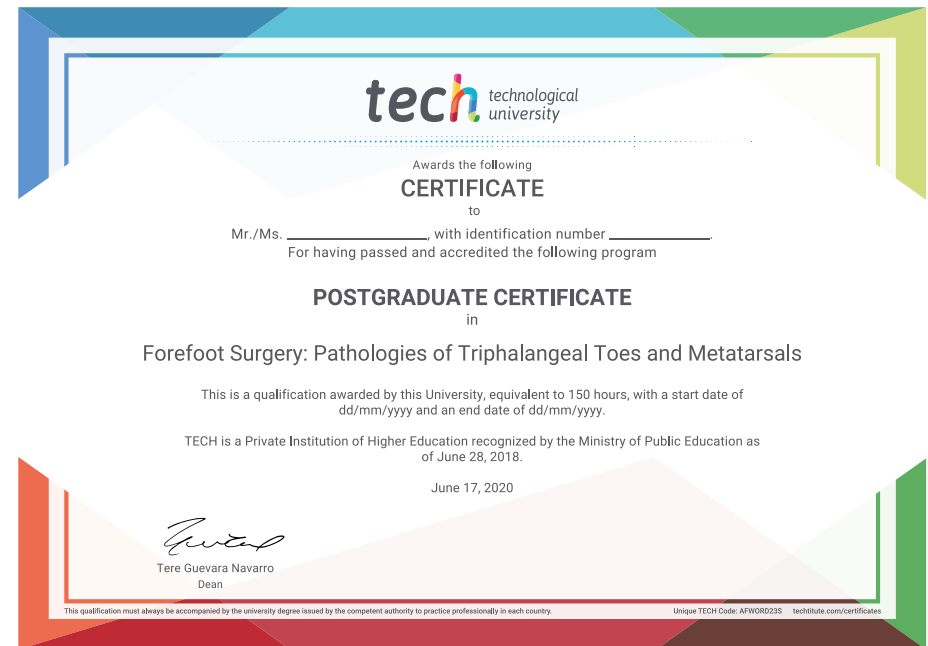 tech technological
university
Awards the following
CERTIFICATE
to
Mr./Ms. ____________________, with identification number ______________.
For having passed and accredited the following program
POSTGRADUATE CERTIFICATE
in
Forefoot Surgery: Pathologies of Triphalangeal Toes and Metatarsals
This is a qualification awarded by this University, equivalent to 150 hours, with a start date of
dd/mm/yyyy and an end date of dd/mm/yyyy.
TECH is a Private Institution of Higher Education recognized by the Ministry of Public Education as
of June 28, 2018.
June 17, 2020
Tere Guevara Navarro
Dean
This qualification must always be accompanied by the university degree issued by the competent authority to practice professionally in each country. Unique TECH Code: AFWORD23S techtitute.com/certificates